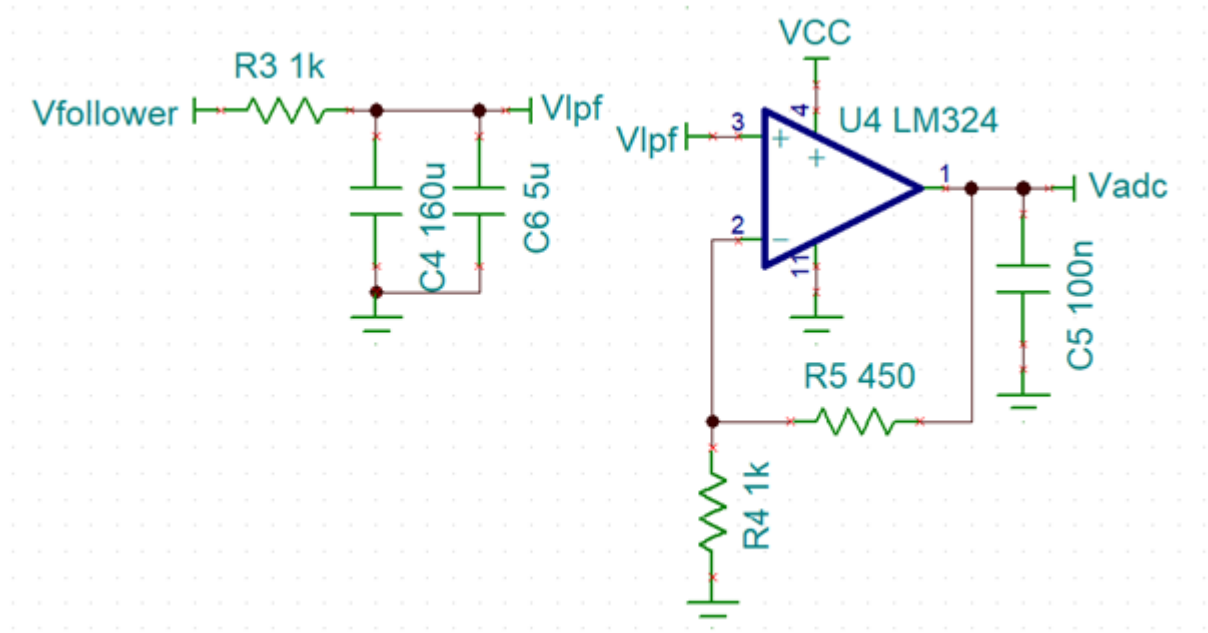 R3 1k
Vfollower
Vlpf
C4 160u
C6 5u
VCC
U4 LM324
Vlpf
3
4
+
+
1
Vadc
2
−
11
C5 100n
R5 450
R4 1k